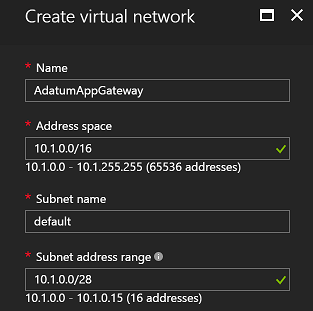 Create virtual network
* Name
AdatumAppGateway
* Address space
10.1.0.0/16
10.1.0.0 - 10.1.255.255 (65536 addresses)
* Subnet name
default
* Subnet address range
10.1.0.0/28
10.1.0.0 - 10.1.0.15 (16 addresses)